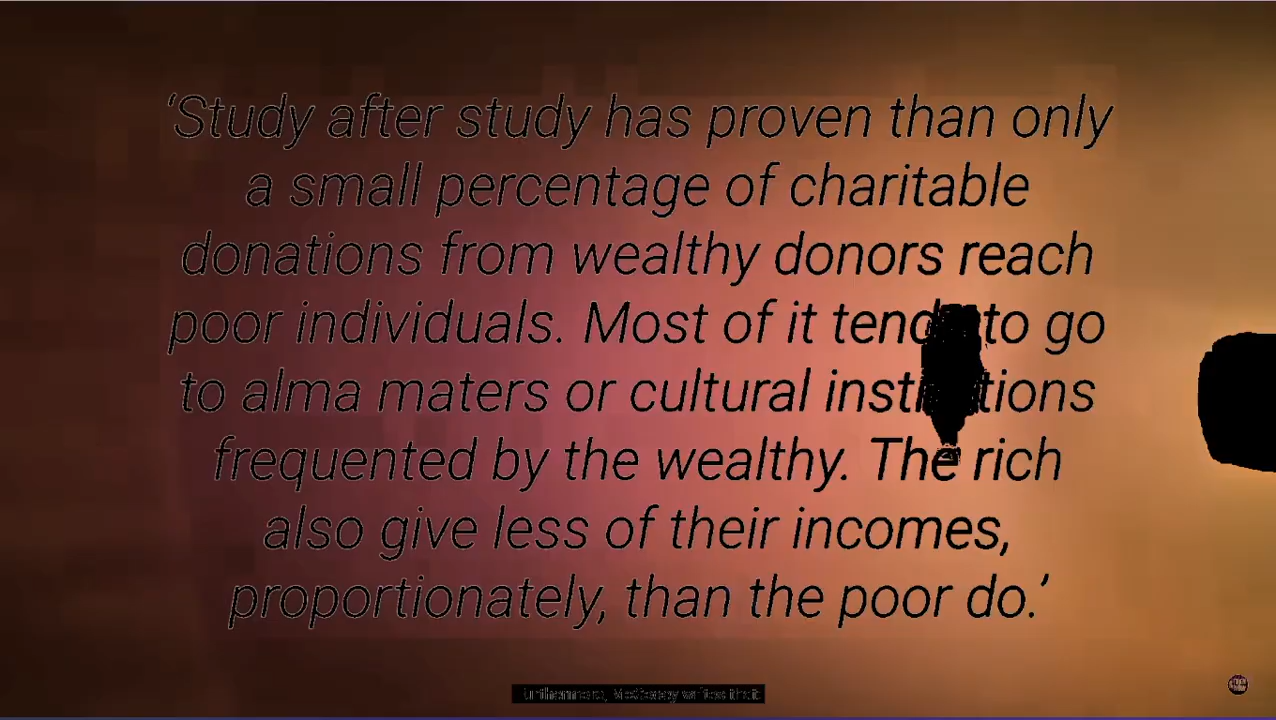 ‘Study after study has proven than only
a small percentage of charitable
donations from wealthy donors reach
poor individuals. Most of it tends to go
to alma maters or cultural institutions
frequented by the wealthy. The rich
also give less of their incomes,
proportionately, than the poor do.’
writes that